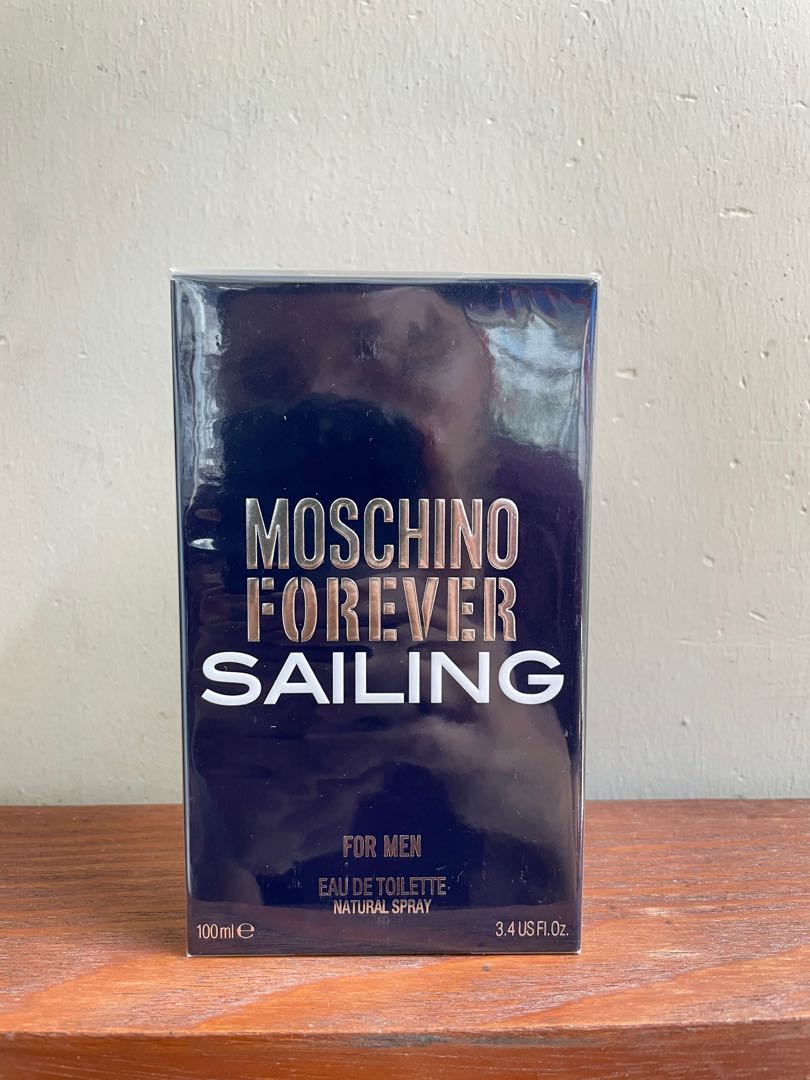 MOSCHINO
FOREVER
SAILING
FOR MEN
EAU DE TOILETTE
NATURAL SPRAY
100 ml ℮
3.4 US Fl.Oz.